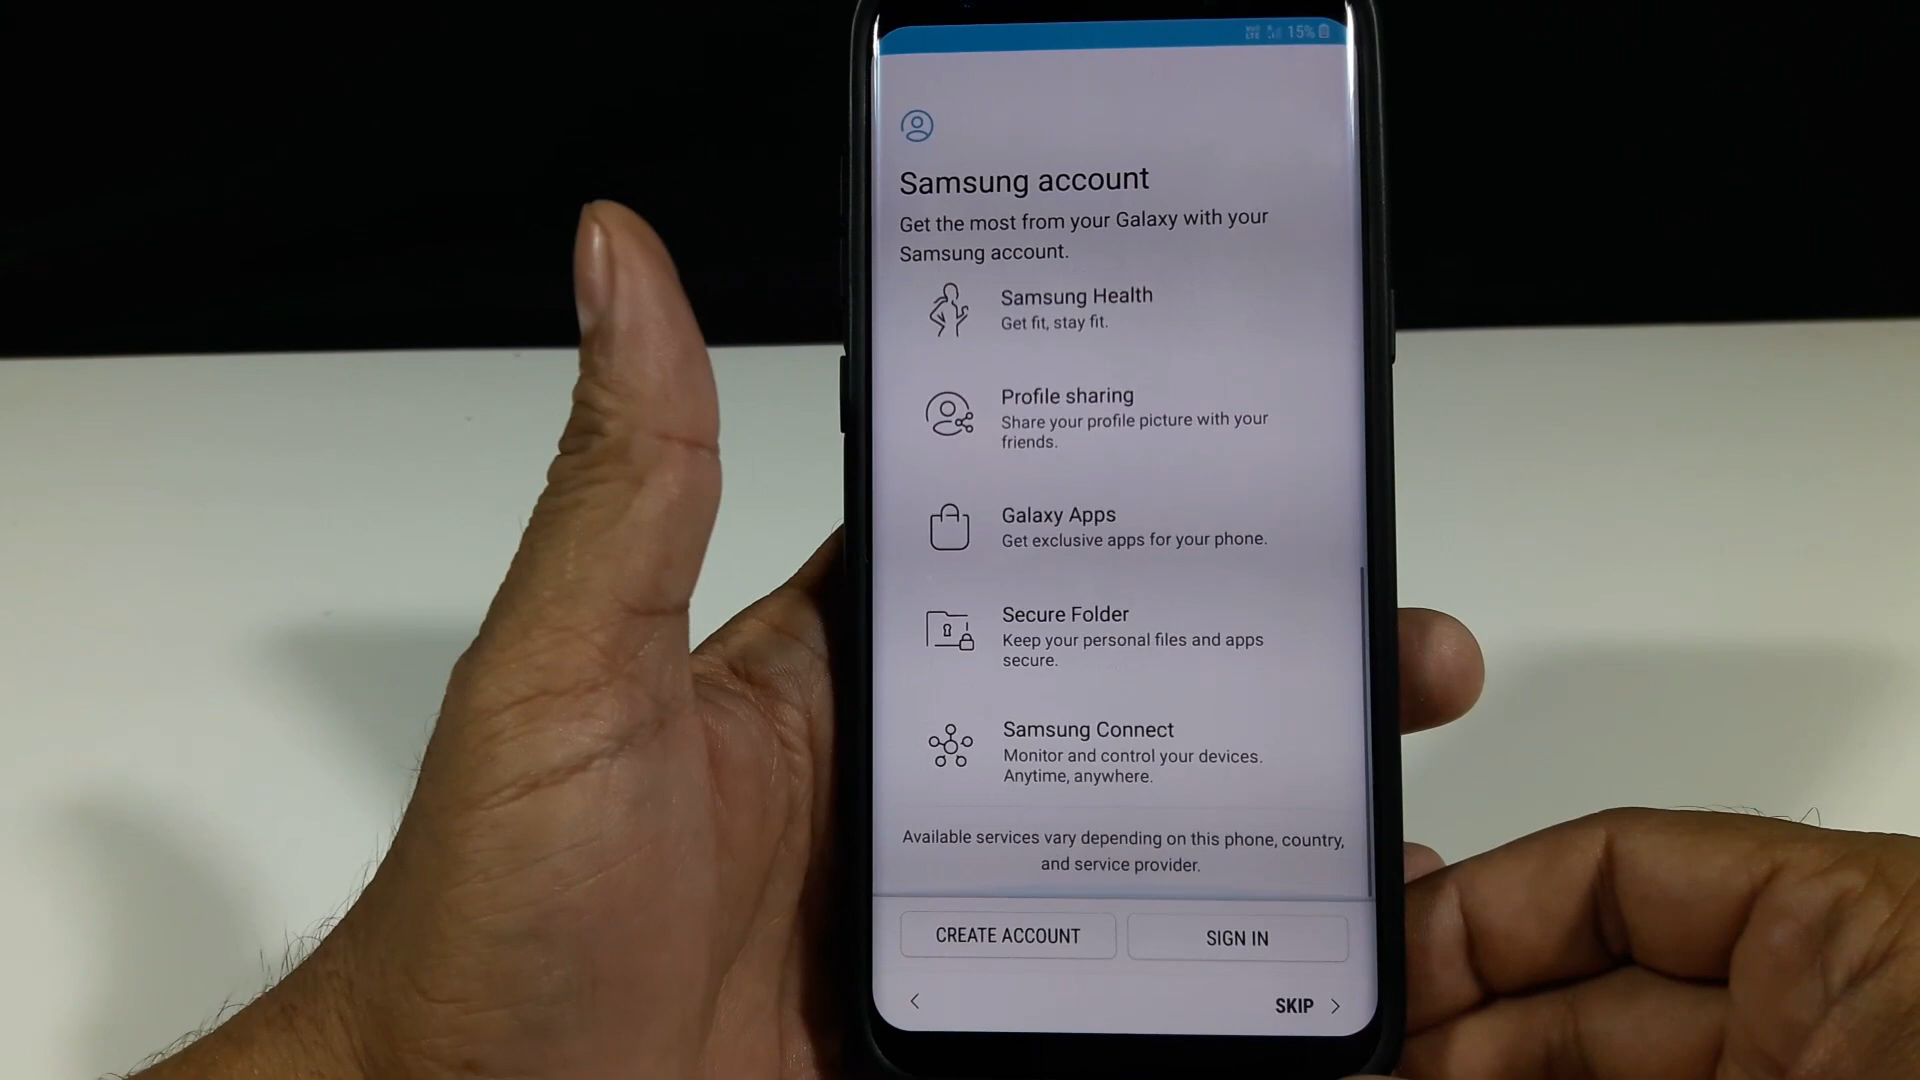 VoLTE 15%
Samsung account
Get the most from your Galaxy with your
Samsung account.
Samsung Health
Get fit, stay fit.
Profile sharing
Share your profile picture with your
friends.
Galaxy Apps
Get exclusive apps for your phone.
Secure Folder
Keep your personal files and apps
secure.
Samsung Connect
Monitor and control your devices.
Anytime, anywhere.
Available services vary depending on this phone, country,
and service provider.
CREATE ACCOUNT
SIGN IN
SKIP